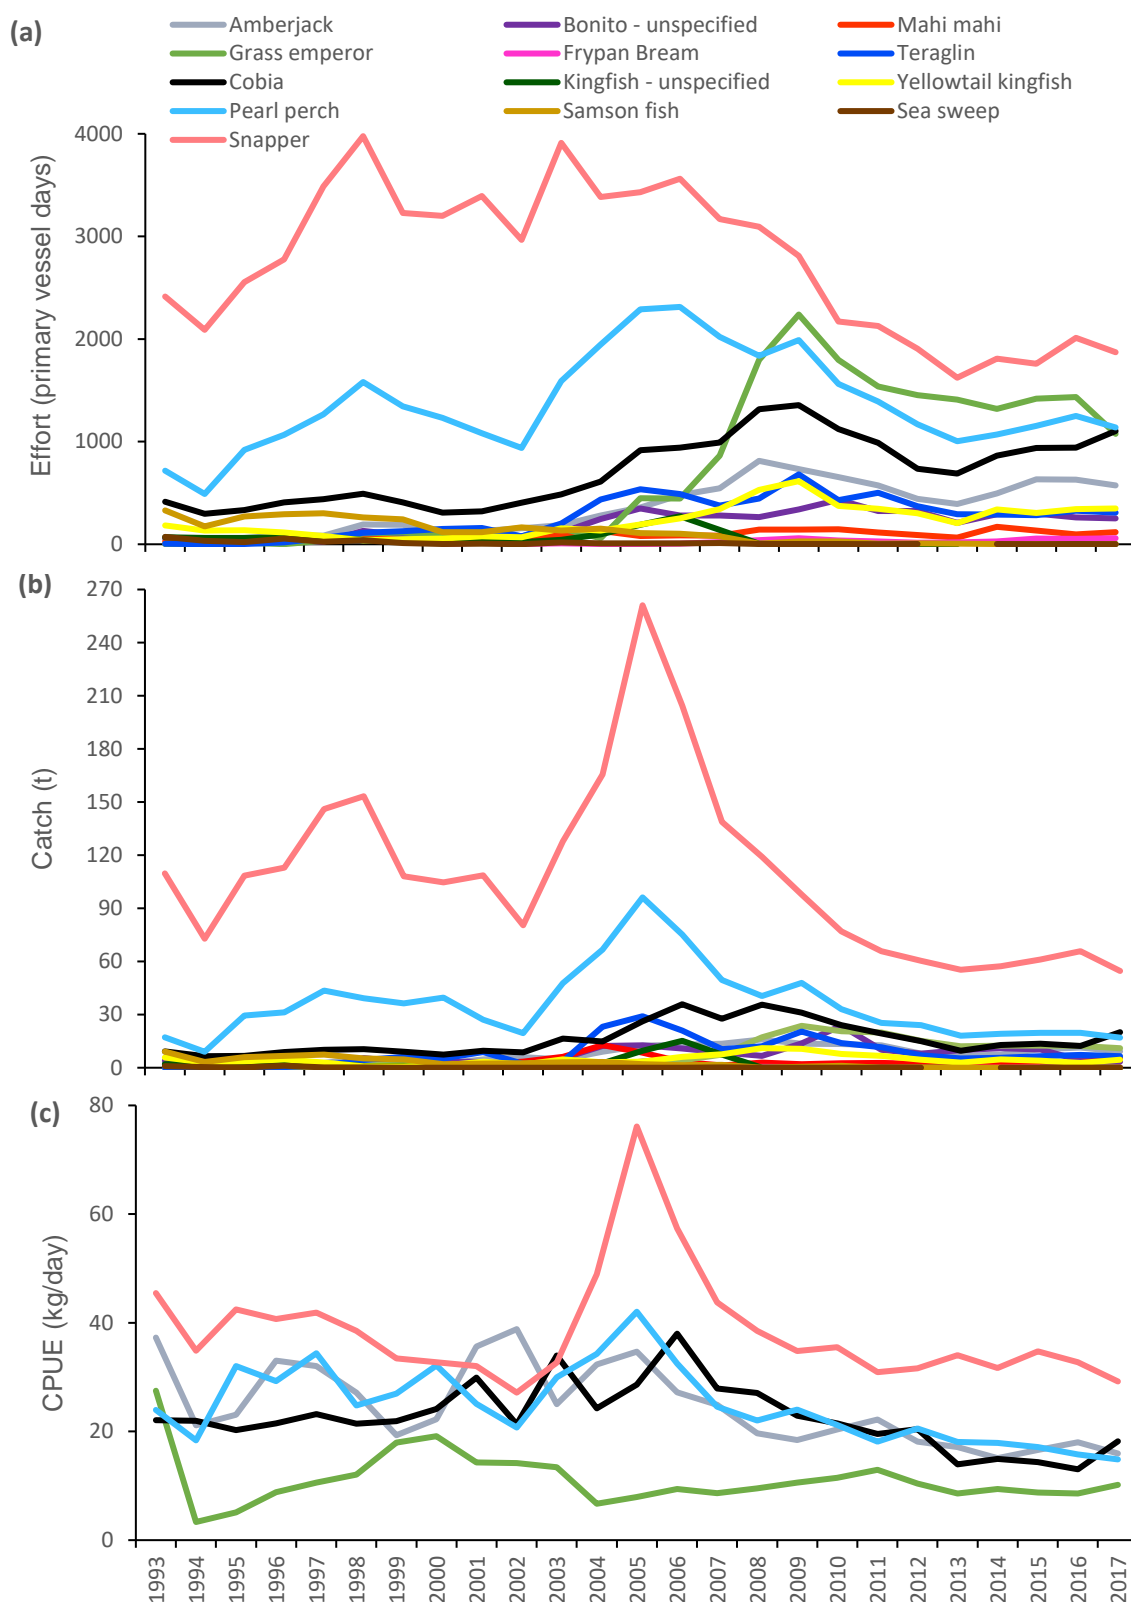 (a)
Amberjack Bonito - unspecified Mahi mahi
Grass emperor Frypan Bream Teraglin
Cobia Kingfish - unspecified Yellowtail kingfish
Pearl perch Samson fish Sea sweep
Snapper
Effort (primary vessel days)
4000
3000
2000
1000
0
(b)
Catch (t)
270
240
210
180
150
120
90
60
30
0
(c)
CPUE (kg/day)
80
60
40
20
0
1993 1994 1995 1996 1997 1998 1999 2000 2001 2002 2003 2004 2005 2006 2007 2008 2009 2010 2011 2012 2013 2014 2015 2016 2017